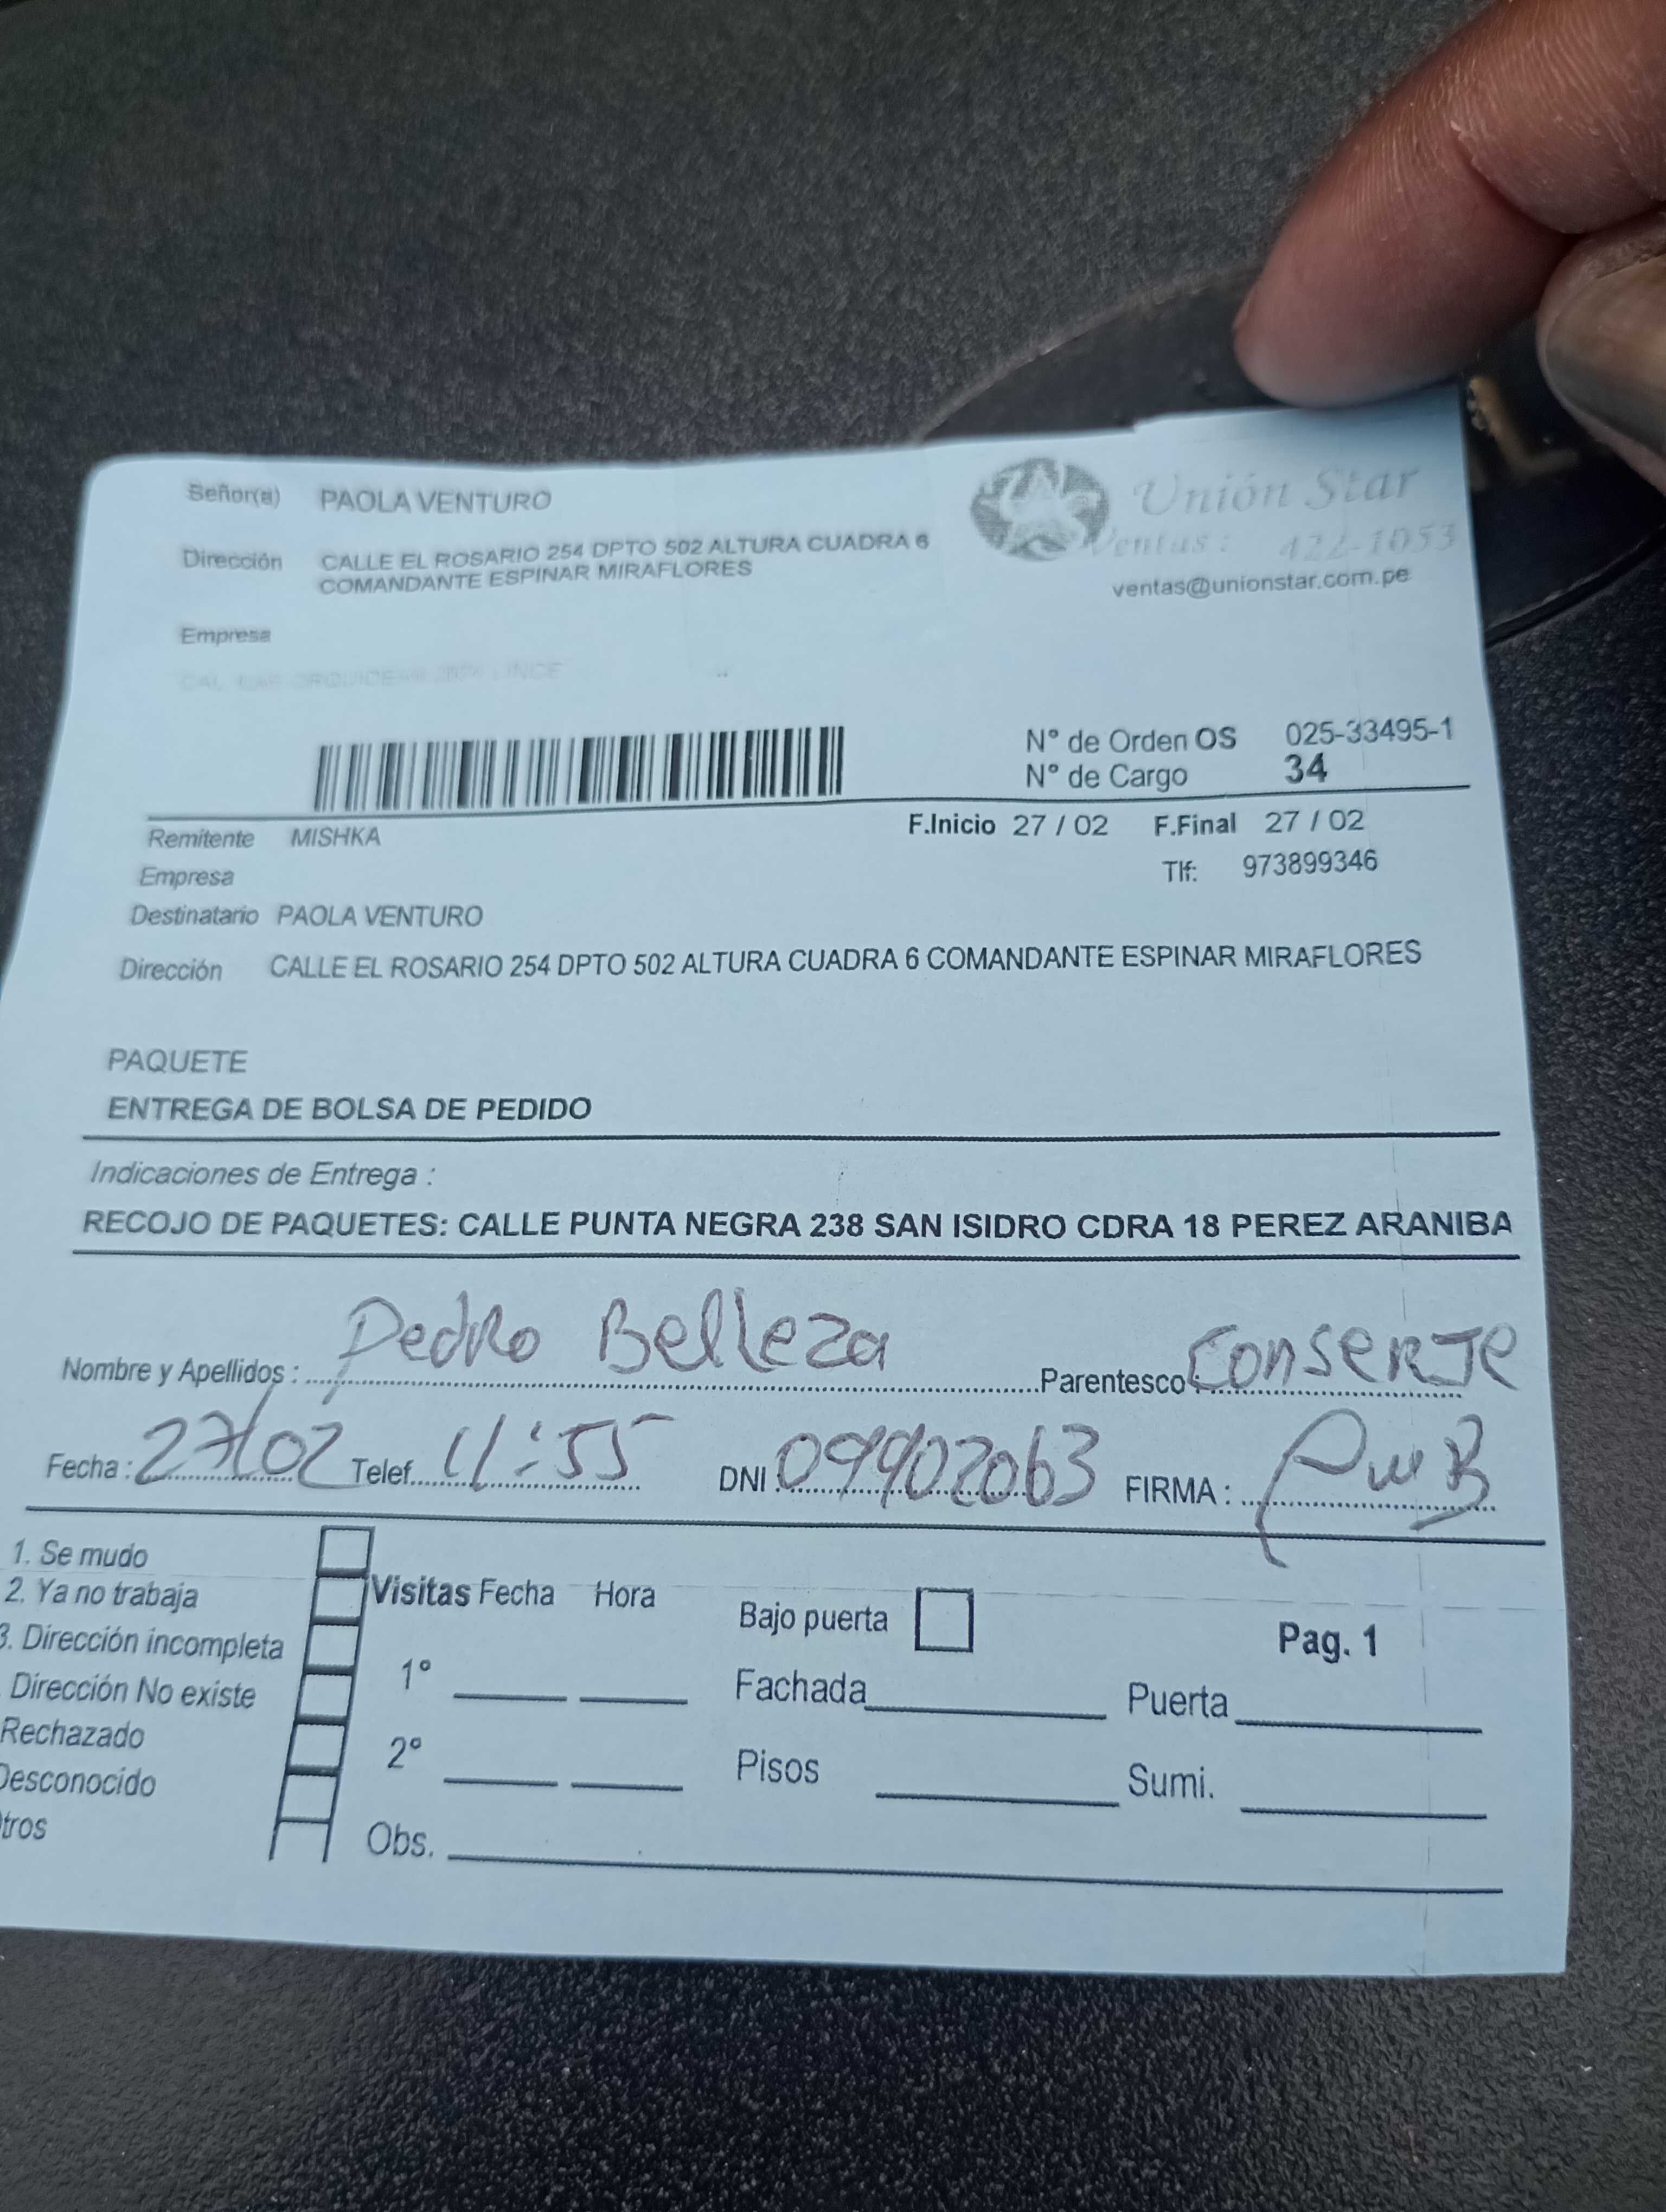 Señor(a) PAOLA VENTURO
Unión Star
Dirección CALLE EL ROSARIO 254 DPTO 502 ALTURA CUADRA 6
COMANDANTE ESPINAR MIRAFLORES
Ventas: 422-1053
ventas@unionstar.com.pe
Empresa
N° de Orden OS 025-33495-1
N° de Cargo 34
Remitente MISHKA F.Inicio 27 / 02 F.Final 27 / 02
Empresa Tlf: 973899346
Destinatario PAOLA VENTURO
Dirección CALLE EL ROSARIO 254 DPTO 502 ALTURA CUADRA 6 COMANDANTE ESPINAR MIRAFLORES
PAQUETE
ENTREGA DE BOLSA DE PEDIDO
Indicaciones de Entrega :
RECOJO DE PAQUETES: CALLE PUNTA NEGRA 238 SAN ISIDRO CDRA 18 PEREZ ARANIBA
Nombre y Apellidos : Pedro Belleza Parentesco : Conserje
Fecha : 27/02 Telef. 11:55 DNI : 09902063 FIRMA :
1. Se mudo
2. Ya no trabaja
3. Dirección incompleta
Dirección No existe
Rechazado
Desconocido
tros
Visitas Fecha Hora
1°
2°
Obs.
Bajo puerta Pag. 1
Fachada Puerta
Pisos Sumi.